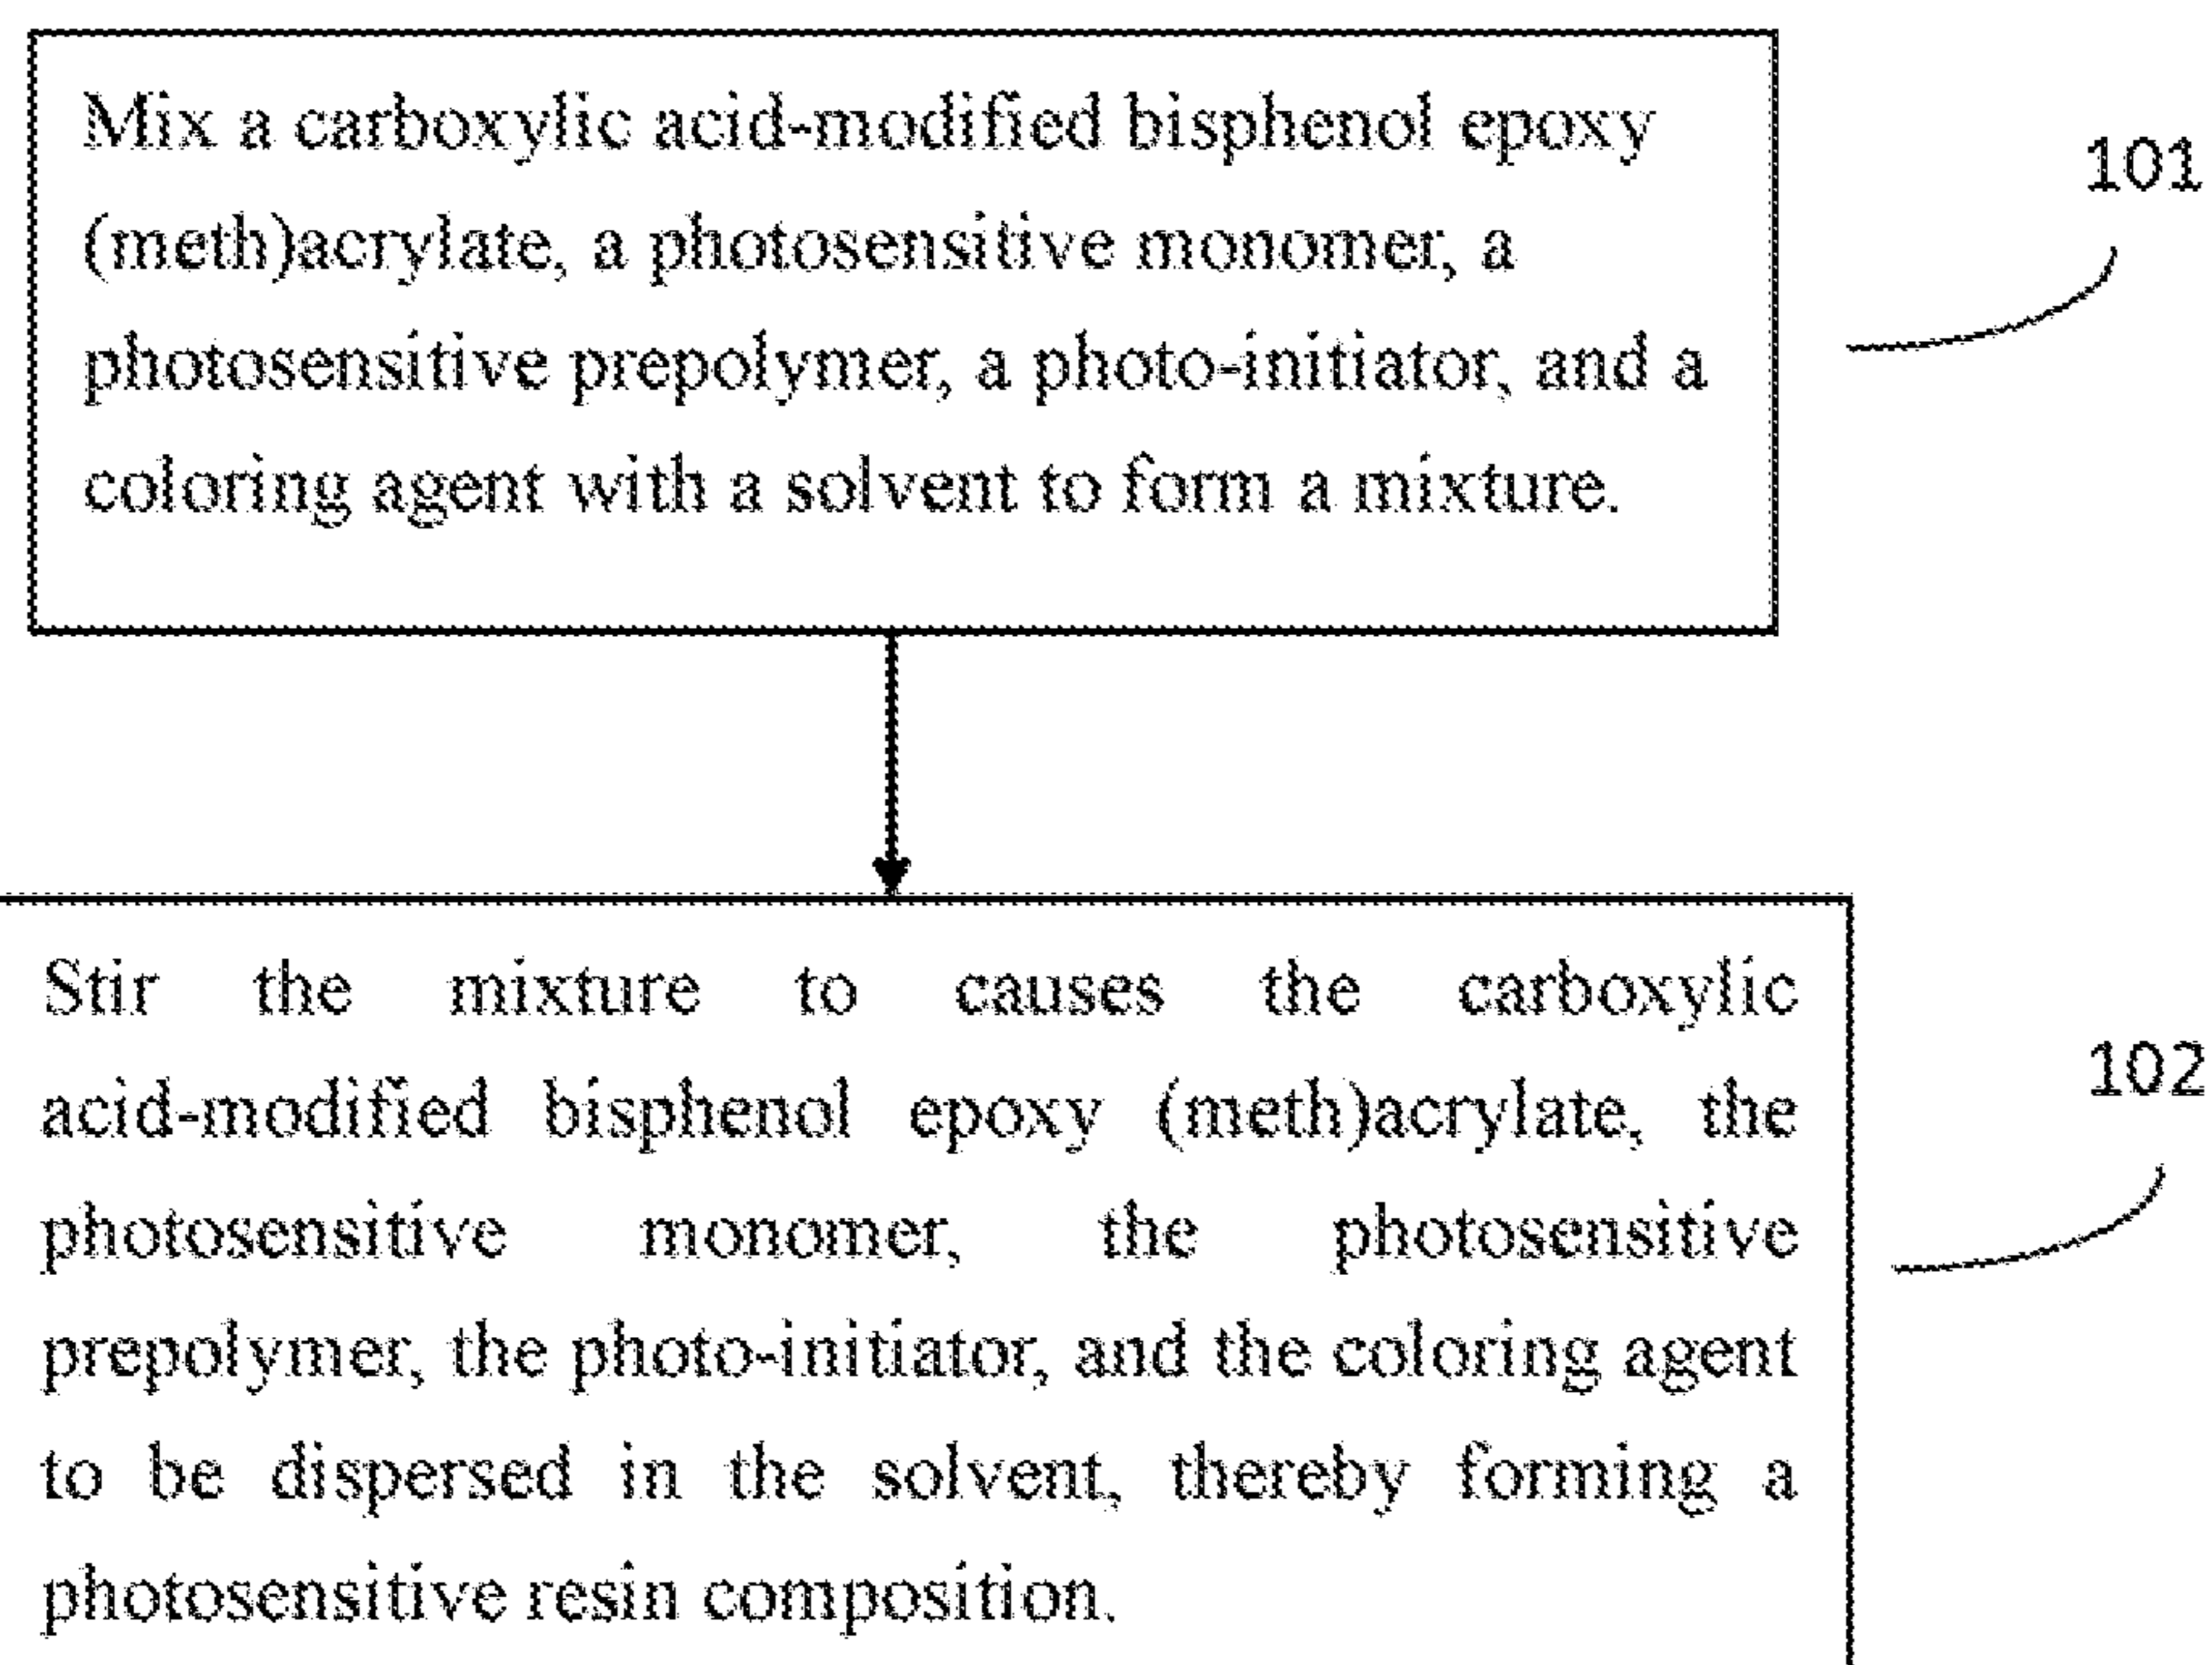 Mix a carboxylic acid-modified bisphenol epoxy
(meth)acrylate, a photosensitive monomer, a
photosensitive prepolymer, a photo-initiator, and a
coloring agent with a solvent to form a mixture.
101
Stir the mixture to causes the carboxylic
acid-modified bisphenol epoxy (meth)acrylate, the
photosensitive monomer, the photosensitive
prepolymer, the photo-initiator, and the coloring agent
to be dispersed in the solvent, thereby forming a
photosensitive resin composition.
102